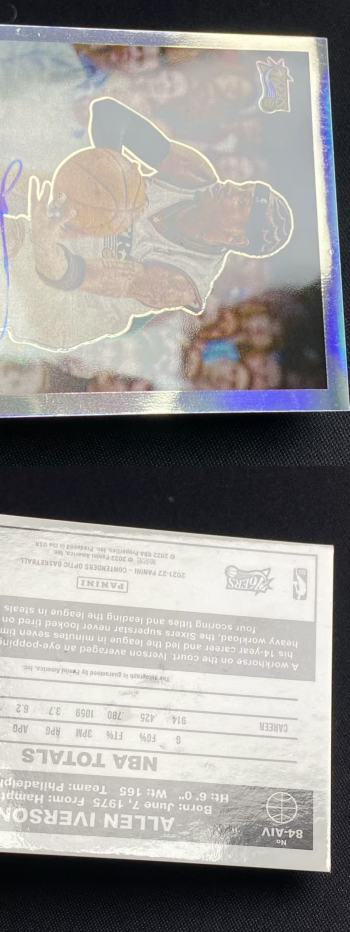 No
84-AIV
ALLEN IVERSON
Born: June 7, 1975 From: Hampt
Ht: 6'0" Wt: 165 Team: Philadelp
NBA TOTALS
G FG% FT% 3PM RPG APG
CAREER 914 .425 .780 1059 3.7 6.2
The autograph is guaranteed by Panini America, Inc.
A workhorse on the court, Iverson averaged an eye-popping
his 14-year career and led the league in minutes seven tim
heavy workload, the Sixers superstar never looked tired on
four scoring titles and leading the league in steals
PANINI
2021-22 PANINI - CONTENDERS OPTIC BASKETBALL
© 2022 Panini America, Inc.
© 2022 NBA Properties, Inc. Produced in the USA
76ERS